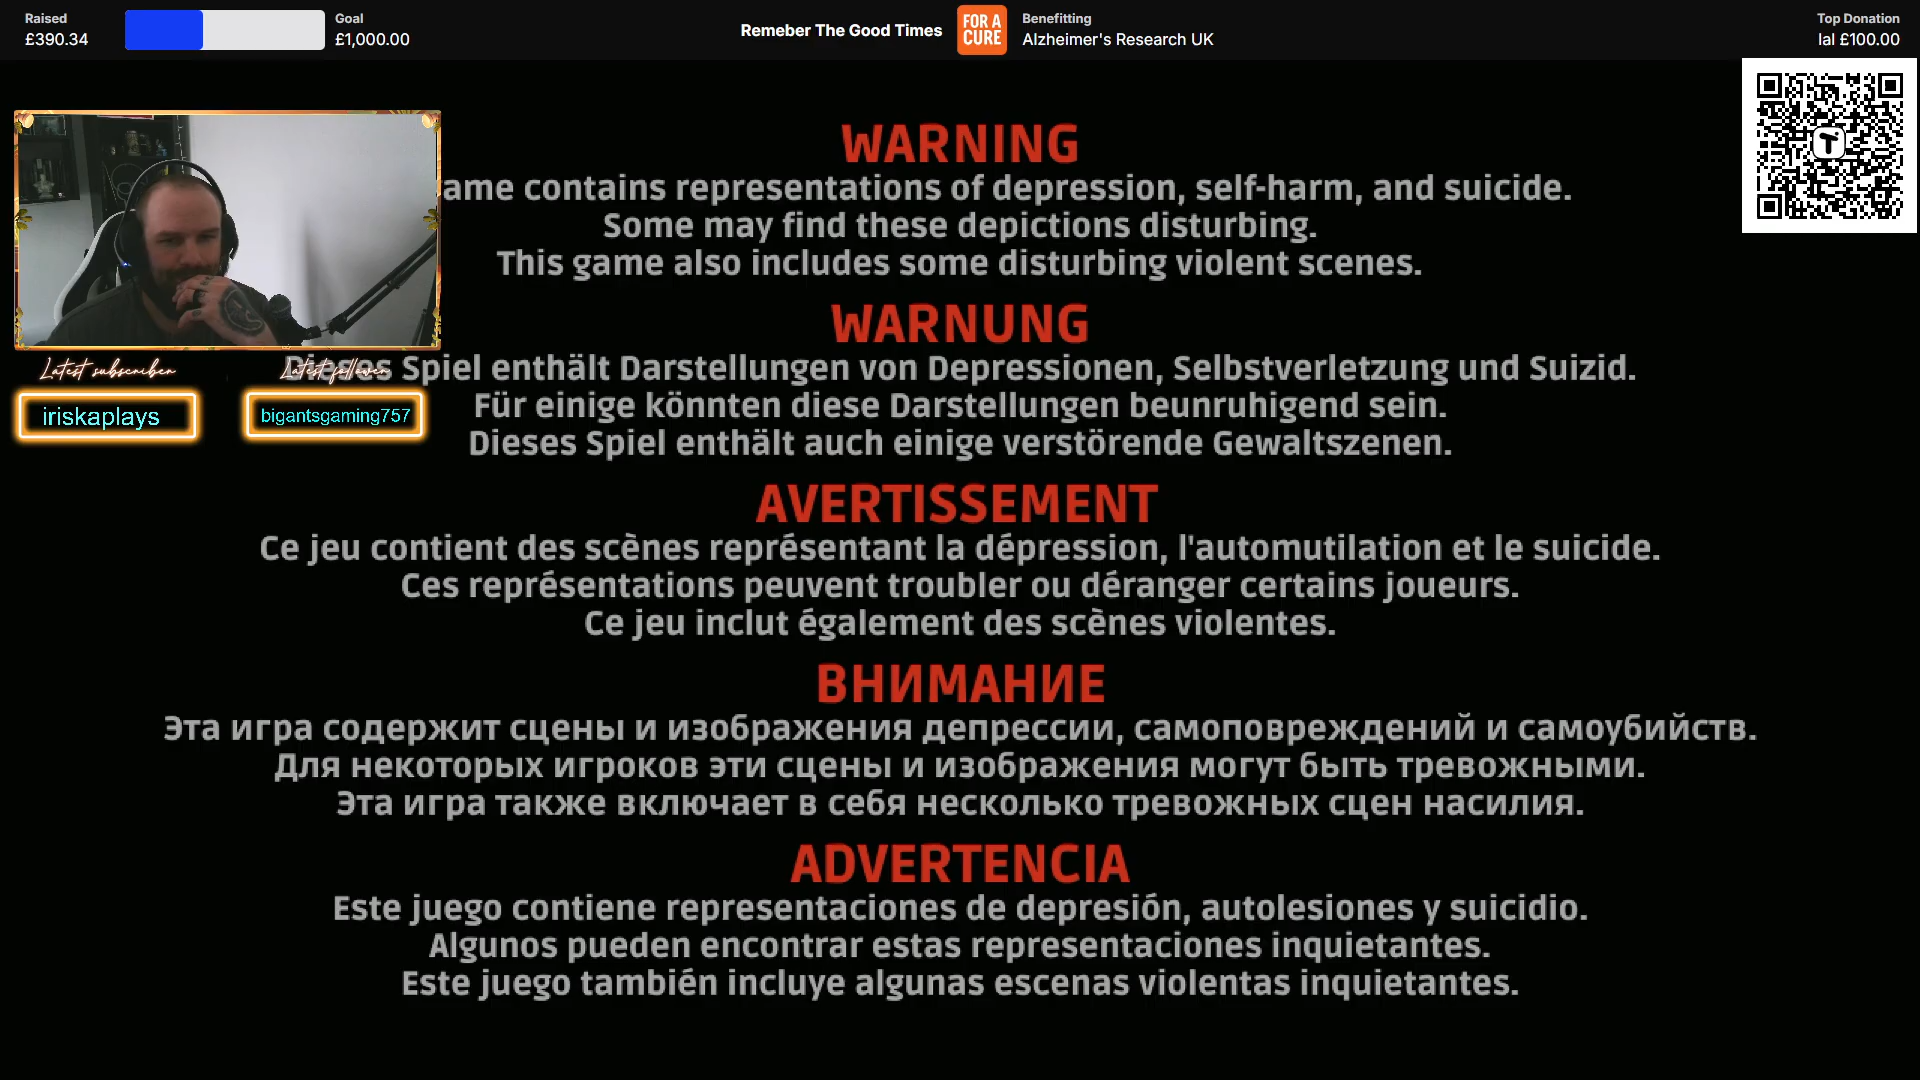 Raised
£390.34
Goal
£1,000.00
Remeber The Good Times
FOR A
CURE
Benefitting
Alzheimer's Research UK
Top Donation
lal £100.00
WARNING
ame contains representations of depression, self-harm, and suicide.
Some may find these depictions disturbing.
This game also includes some disturbing violent scenes.
WARNUNG
Dieses Spiel enthält Darstellungen von Depressionen, Selbstverletzung und Suizid.
Für einige könnten diese Darstellungen beunruhigend sein.
Dieses Spiel enthält auch einige verstörende Gewaltszenen.
Latest subscriber
Latest follower
iriskaplays
bigantsgaming757
AVERTISSEMENT
Ce jeu contient des scènes représentant la dépression, l'automutilation et le suicide.
Ces représentations peuvent troubler ou déranger certains joueurs.
Ce jeu inclut également des scènes violentes.
ВНИМАНИЕ
Эта игра содержит сцены и изображения депрессии, самоповреждений и самоубийств.
Для некоторых игроков эти сцены и изображения могут быть тревожными.
Эта игра также включает в себя несколько тревожных сцен насилия.
ADVERTENCIA
Este juego contiene representaciones de depresión, autolesiones y suicidio.
Algunos pueden encontrar estas representaciones inquietantes.
Este juego también incluye algunas escenas violentas inquietantes.